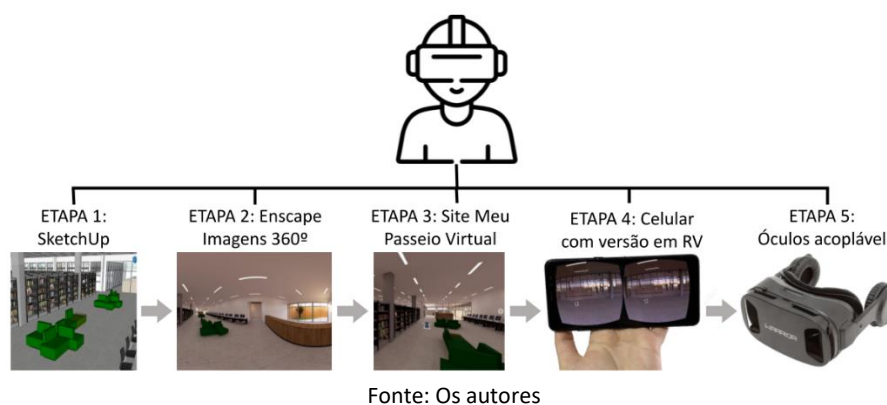 ETAPA 1:
SketchUp
ETAPA 2: Enscape
Imagens 360º
ETAPA 3: Site Meu
Passeio Virtual
ETAPA 4: Celular
com versão em RV
ETAPA 5:
Óculos acoplável
WARRIOR
Fonte: Os autores